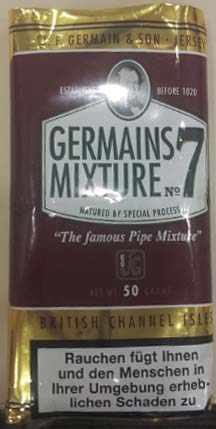 J. F. GERMAIN & SON · JERSEY
ESTABLISHED BEFORE 1820
GERMAINS
MIXTURE No 7
MATURED BY SPECIAL PROCESS
"The famous Pipe Mixture"
NET WT 50 GRAMS
BRITISH CHANNEL ISLES
Rauchen fügt Ihnen
und den Menschen in
Ihrer Umgebung erheb-
lichen Schaden zu